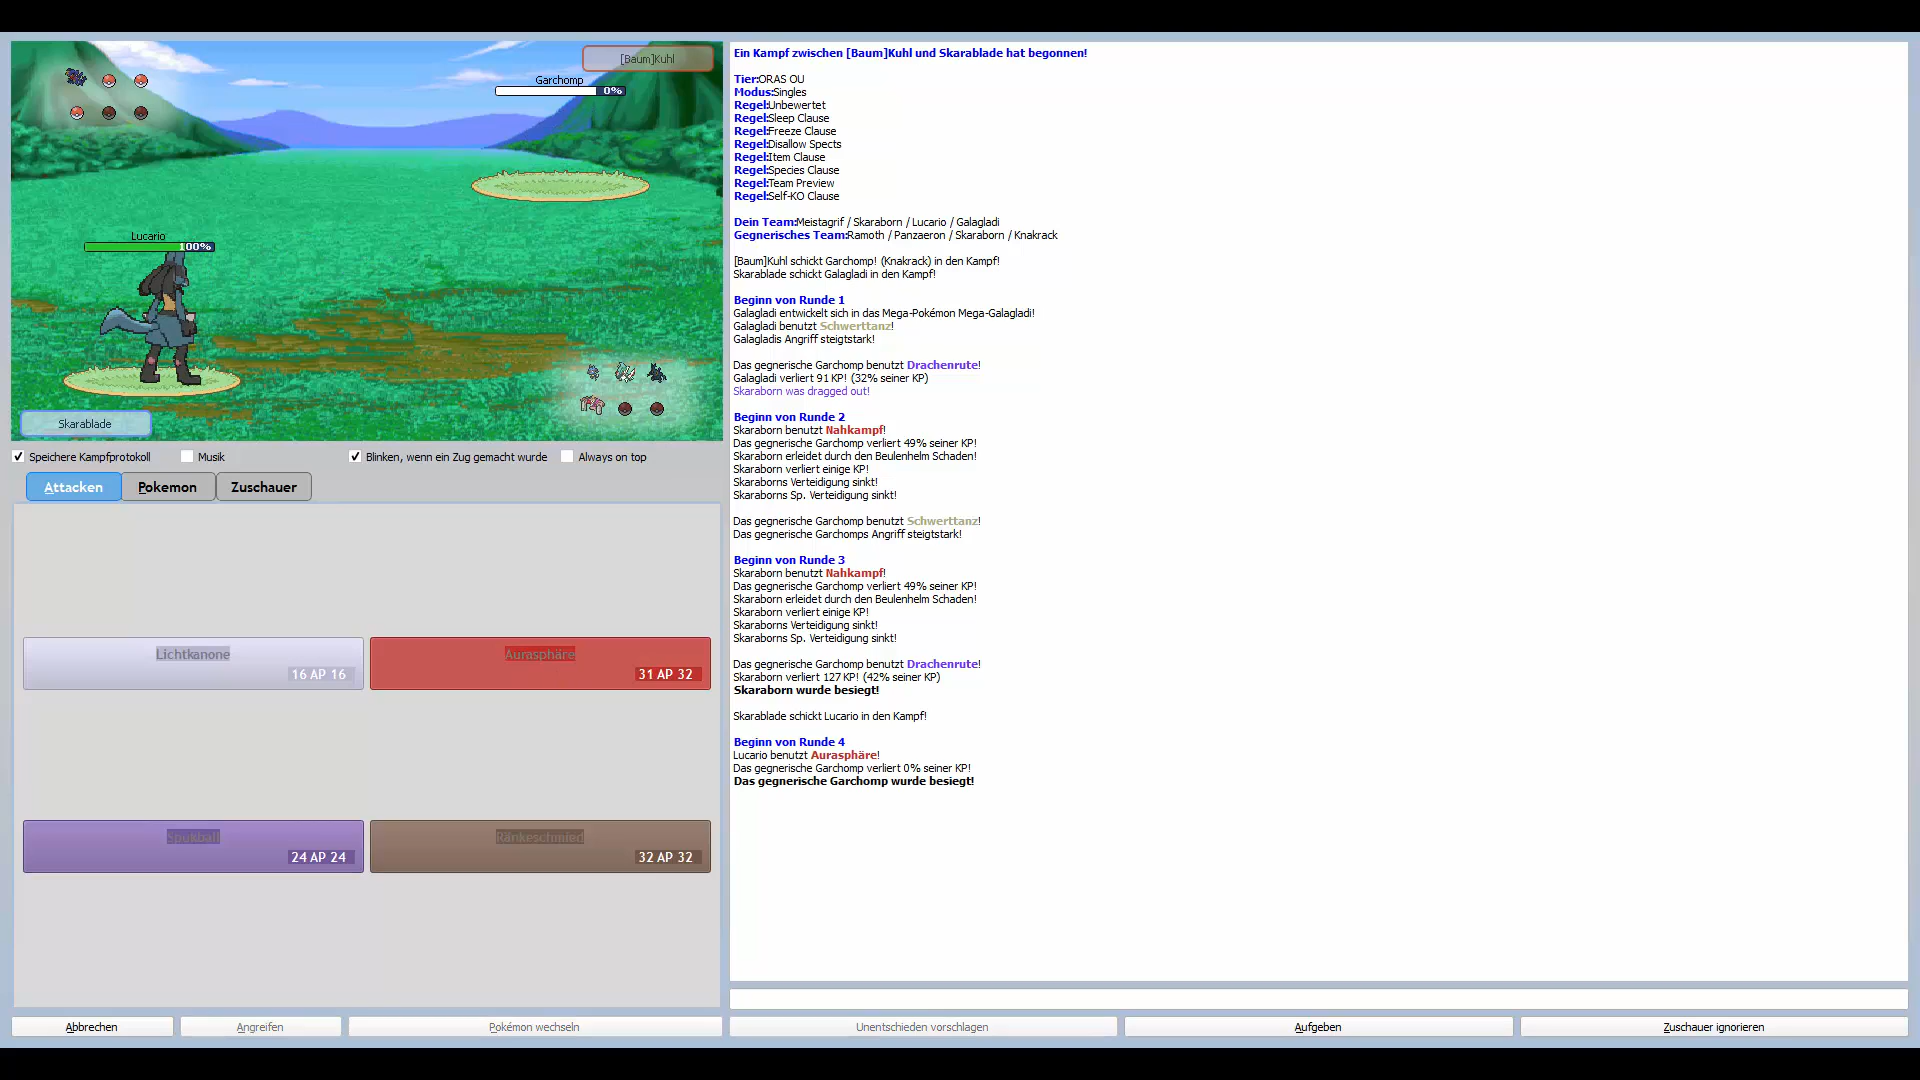 [Baum]Kuhl
Garchomp
0%
Lucario
100%
Skarablade
Speichere Kampfprotokoll
Musik
Blinken, wenn ein Zug gemacht wurde
Always on top
Attacken
Pokemon
Zuschauer
Lichtkanone
16 AP 16
Aurasphäre
31 AP 32
Spukball
24 AP 24
Ränkeschmied
32 AP 32
Abbrechen
Angreifen
Pokémon wechseln
Ein Kampf zwischen [Baum]Kuhl und Skarablade hat begonnen!
Tier:ORAS OU
Modus:Singles
Regel:Unbewertet
Regel:Sleep Clause
Regel:Freeze Clause
Regel:Disallow Spects
Regel:Item Clause
Regel:Species Clause
Regel:Team Preview
Regel:Self-KO Clause
Dein Team:Meistagrif / Skaraborn / Lucario / Galagladi
Gegnerisches Team:Ramoth / Panzaeron / Skaraborn / Knakrack
[Baum]Kuhl schickt Garchomp! (Knakrack) in den Kampf!
Skarablade schickt Galagladi in den Kampf!
Beginn von Runde 1
Galagladi entwickelt sich in das Mega-Pokémon Mega-Galagladi!
Galagladi benutzt Schwerttanz!
Galagladis Angriff steigtstark!
Das gegnerische Garchomp benutzt Drachenrute!
Galagladi verliert 91 KP! (32% seiner KP)
Skaraborn was dragged out!
Beginn von Runde 2
Skaraborn benutzt Nahkampf!
Das gegnerische Garchomp verliert 49% seiner KP!
Skaraborn erleidet durch den Beulenhelm Schaden!
Skaraborn verliert einige KP!
Skaraborns Verteidigung sinkt!
Skaraborns Sp. Verteidigung sinkt!
Das gegnerische Garchomp benutzt Schwerttanz!
Das gegnerische Garchomps Angriff steigtstark!
Beginn von Runde 3
Skaraborn benutzt Nahkampf!
Das gegnerische Garchomp verliert 49% seiner KP!
Skaraborn erleidet durch den Beulenhelm Schaden!
Skaraborn verliert einige KP!
Skaraborns Verteidigung sinkt!
Skaraborns Sp. Verteidigung sinkt!
Das gegnerische Garchomp benutzt Drachenrute!
Skaraborn verliert 127 KP! (42% seiner KP)
Skaraborn wurde besiegt!
Skarablade schickt Lucario in den Kampf!
Beginn von Runde 4
Lucario benutzt Aurasphäre!
Das gegnerische Garchomp verliert 0% seiner KP!
Das gegnerische Garchomp wurde besiegt!
Unentschieden vorschlagen
Aufgeben
Zuschauer ignorieren